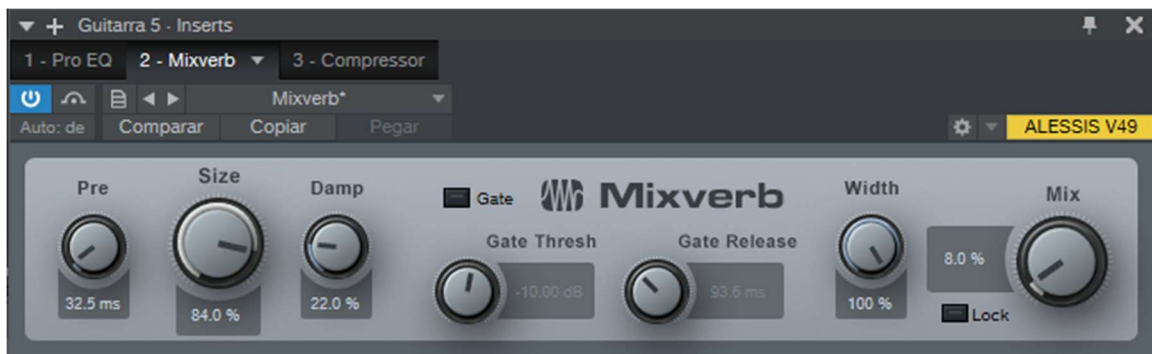 Guitarra 5 - Inserts
1 - Pro EQ 2 - Mixverb 3 - Compressor
Mixverb*
Auto: de Comparar Copiar Pegar ALESSIS V49
Pre Size Damp Gate Mixverb Width Mix
Gate Thresh Gate Release
32.5 ms 84.0 % 22.0 % -10.00 dB 93.6 ms 100 % 8.0 %
Lock